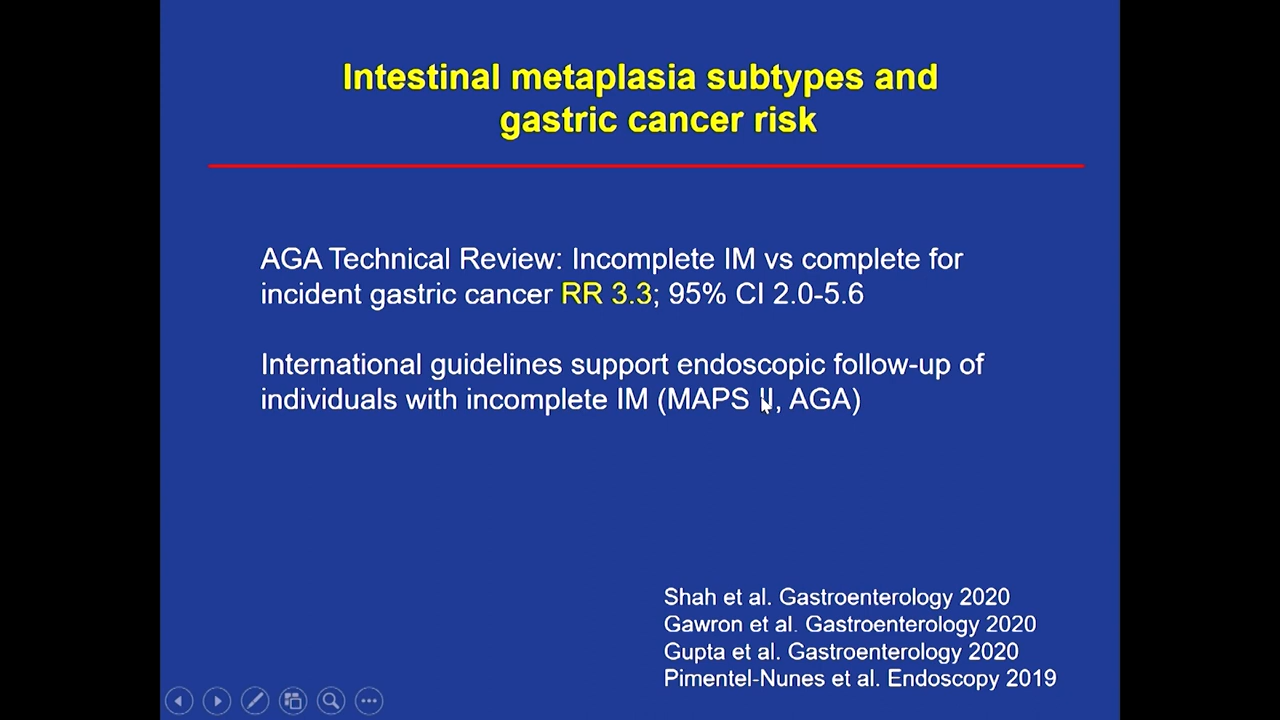 Intestinal metaplasia subtypes and
gastric cancer risk
AGA Technical Review: Incomplete IM vs complete for
incident gastric cancer RR 3.3; 95% CI 2.0-5.6
International guidelines support endoscopic follow-up of
individuals with incomplete IM (MAPS II, AGA)
Shah et al. Gastroenterology 2020
Gawron et al. Gastroenterology 2020
Gupta et al. Gastroenterology 2020
Pimentel-Nunes et al. Endoscopy 2019